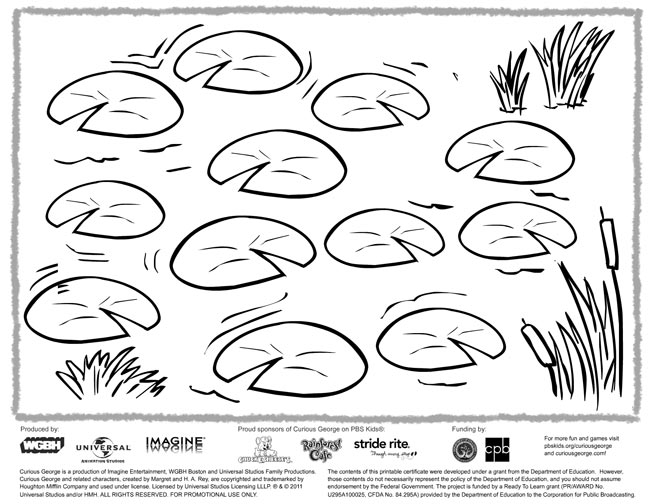 Produced by:
Proud sponsors of Curious George on PBS Kids®:
Funding by:
WGBH
UNIVERSAL
ANIMATION STUDIOS
IMAGINE
CHUCK E. CHEESE'S
Rainforest Cafe
stride rite.
cpb
For more fun and games visit
pbskids.org/curiousgeorge
and curiousgeorge.com!
Curious George is a production of Imagine Entertainment, WGBH Boston and Universal Studios Family Productions.
Curious George and related characters, created by Margret and H. A. Rey, are copyrighted and trademarked by
Houghton Mifflin Company and used under license. Licensed by Universal Studios Licensing LLLP. ® & © 2011
Universal Studios and/or HMH. ALL RIGHTS RESERVED. FOR PROMOTIONAL USE ONLY.
The contents of this printable certificate were developed under a grant from the Department of Education. However,
those contents do not necessarily represent the policy of the Department of Education, and you should not assume
endorsement by the Federal Government. The project is funded by a Ready To Learn grant (PR/AWARD No.
U295A100025, CFDA No. 84.295A) provided by the Department of Education to the Corporation for Public Broadcasting.